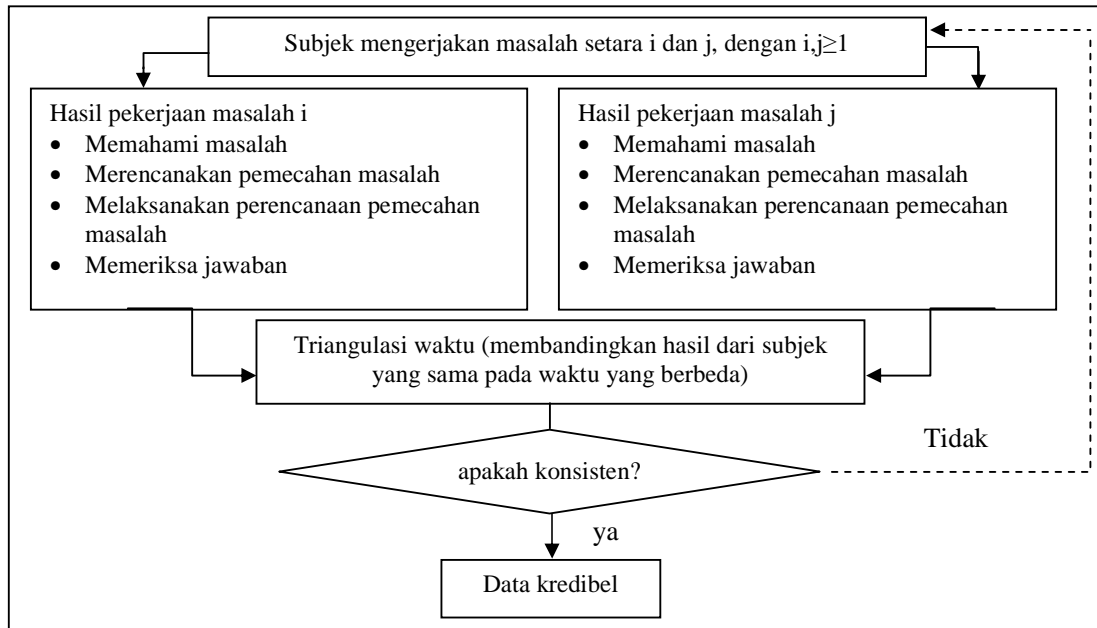 Subjek mengerjakan masalah setara i dan j, dengan i,j≥1
Hasil pekerjaan masalah i
• Memahami masalah
• Merencanakan pemecahan masalah
• Melaksanakan perencanaan pemecahan
masalah
• Memeriksa jawaban
Hasil pekerjaan masalah j
• Memahami masalah
• Merencanakan pemecahan masalah
• Melaksanakan perencanaan pemecahan
masalah
• Memeriksa jawaban
Triangulasi waktu (membandingkan hasil dari subjek
yang sama pada waktu yang berbeda)
Tidak
apakah konsisten?
ya
Data kredibel